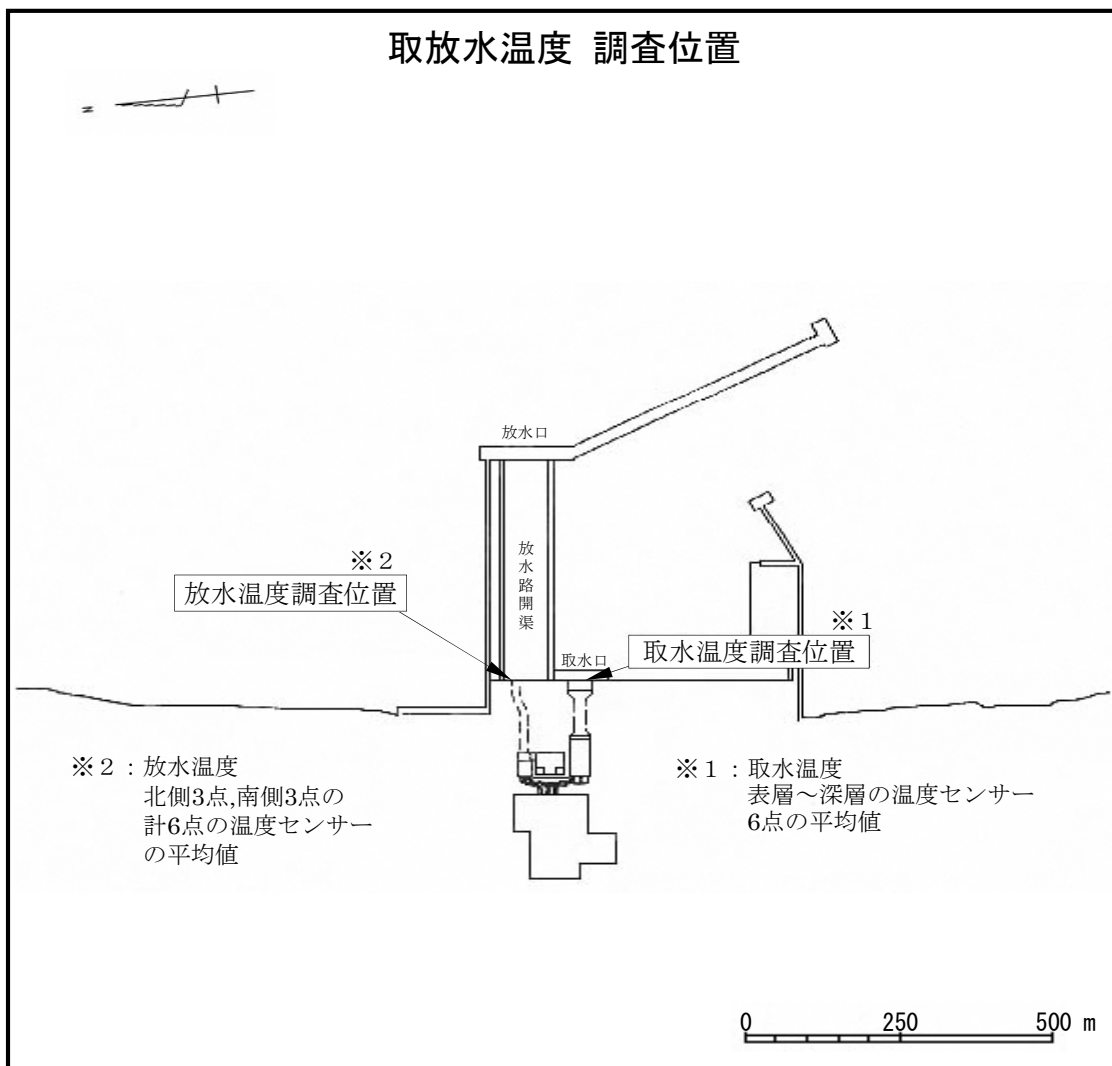 取放水温度 調査位置
N
放水口
放水路開渠
※2
放水温度調査位置
※1
取水温度調査位置
取水口
※2：放水温度
北側3点,南側3点の
計6点の温度センサー
の平均値
※1：取水温度
表層～深層の温度センサー
6点の平均値
0 250 500 m